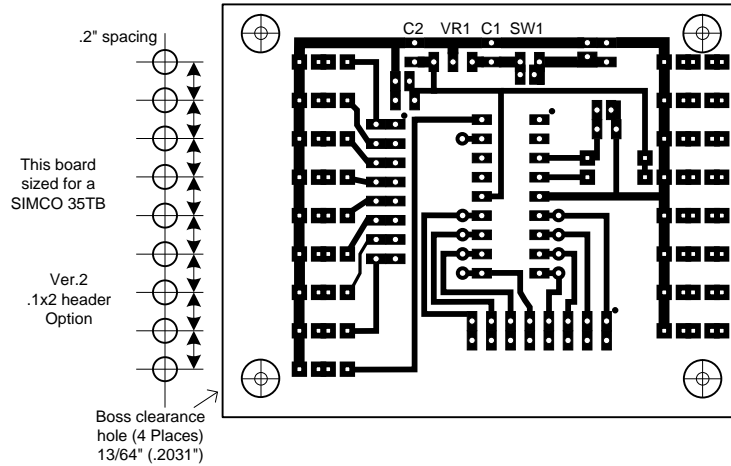 .2" spacing
C2 VR1 C1 SW1
This board
sized for a
SIMCO 35TB
Ver.2
.1x2 header
Option
Boss clearance
hole (4 Places)
13/64" (.2031")